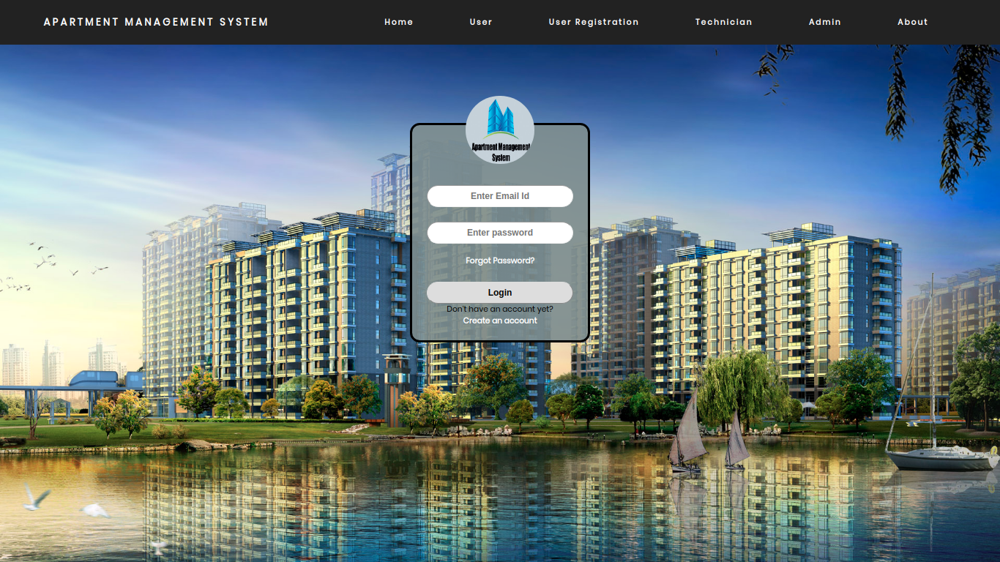 APARTMENT MANAGEMENT SYSTEM
Home
User
User Registration
Technician
Admin
About
Apartment Management
System
Enter Email Id
Enter password
Forgot Password?
Login
Don't have an account yet?
Create an account